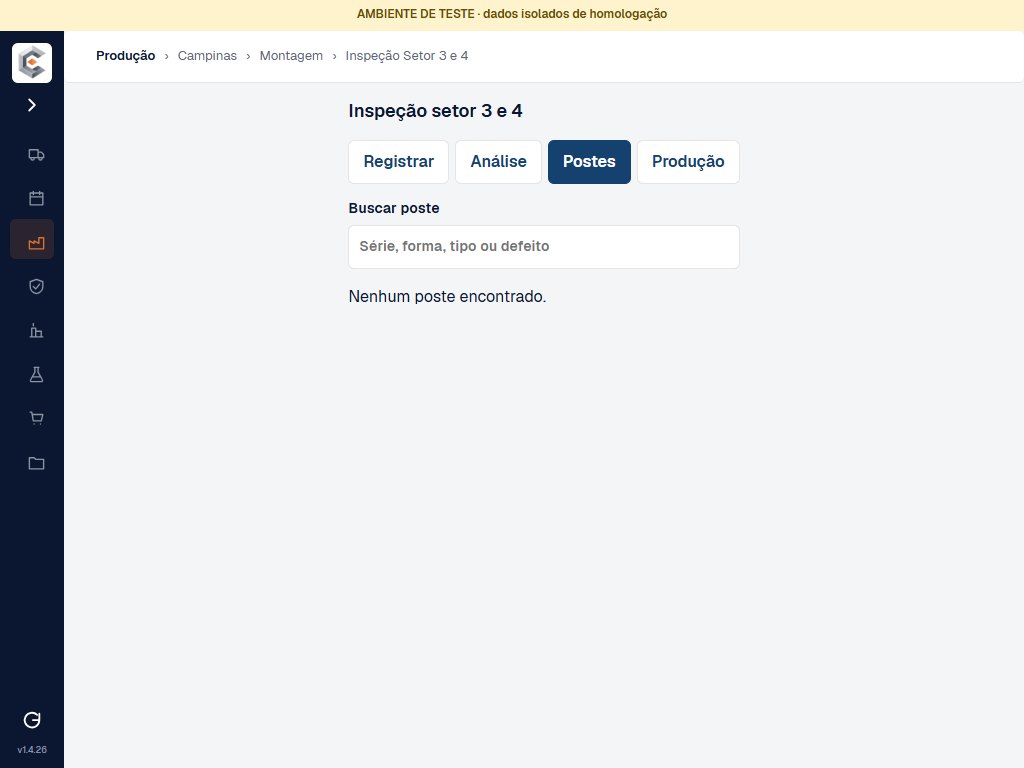 AMBIENTE DE TESTE · dados isolados de homologação
Produção › Campinas › Montagem › Inspeção Setor 3 e 4
Inspeção setor 3 e 4
Registrar Análise Postes Produção
Buscar poste
Série, forma, tipo ou defeito
Nenhum poste encontrado.
v1.4.26